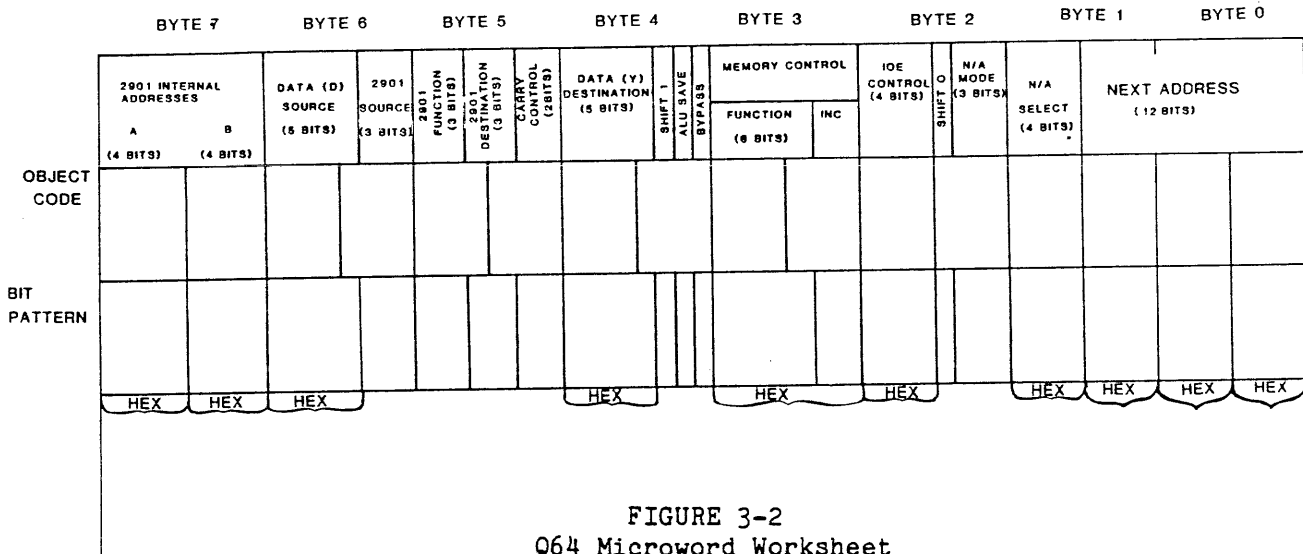 BYTE 7 BYTE 6 BYTE 5 BYTE 4 BYTE 3 BYTE 2 BYTE 1 BYTE 0
2901 INTERNAL
ADDRESSES
A B
(4 BITS) (4 BITS)
DATA (D)
SOURCE
(5 BITS)
2901
SOURCE
(3 BITS)
2901
FUNCTION
(3 BITS)
2901
DESTINATION
(3 BITS)
CARRY
CONTROL
(2BITS)
DATA (Y)
DESTINATION
(5 BITS)
SHIFT 1
ALU SAVE
BYPASS
MEMORY CONTROL
FUNCTION
(6 BITS)
INC
IOE
CONTROL
(4 BITS)
SHIFT 0
N/A
MODE
(3 BITS)
N/A
SELECT
(4 BITS)
NEXT ADDRESS
(12 BITS)
OBJECT
CODE
BIT
PATTERN
HEX HEX HEX HEX HEX HEX HEX HEX HEX HEX
FIGURE 3-2
Q64 Microword Worksheet